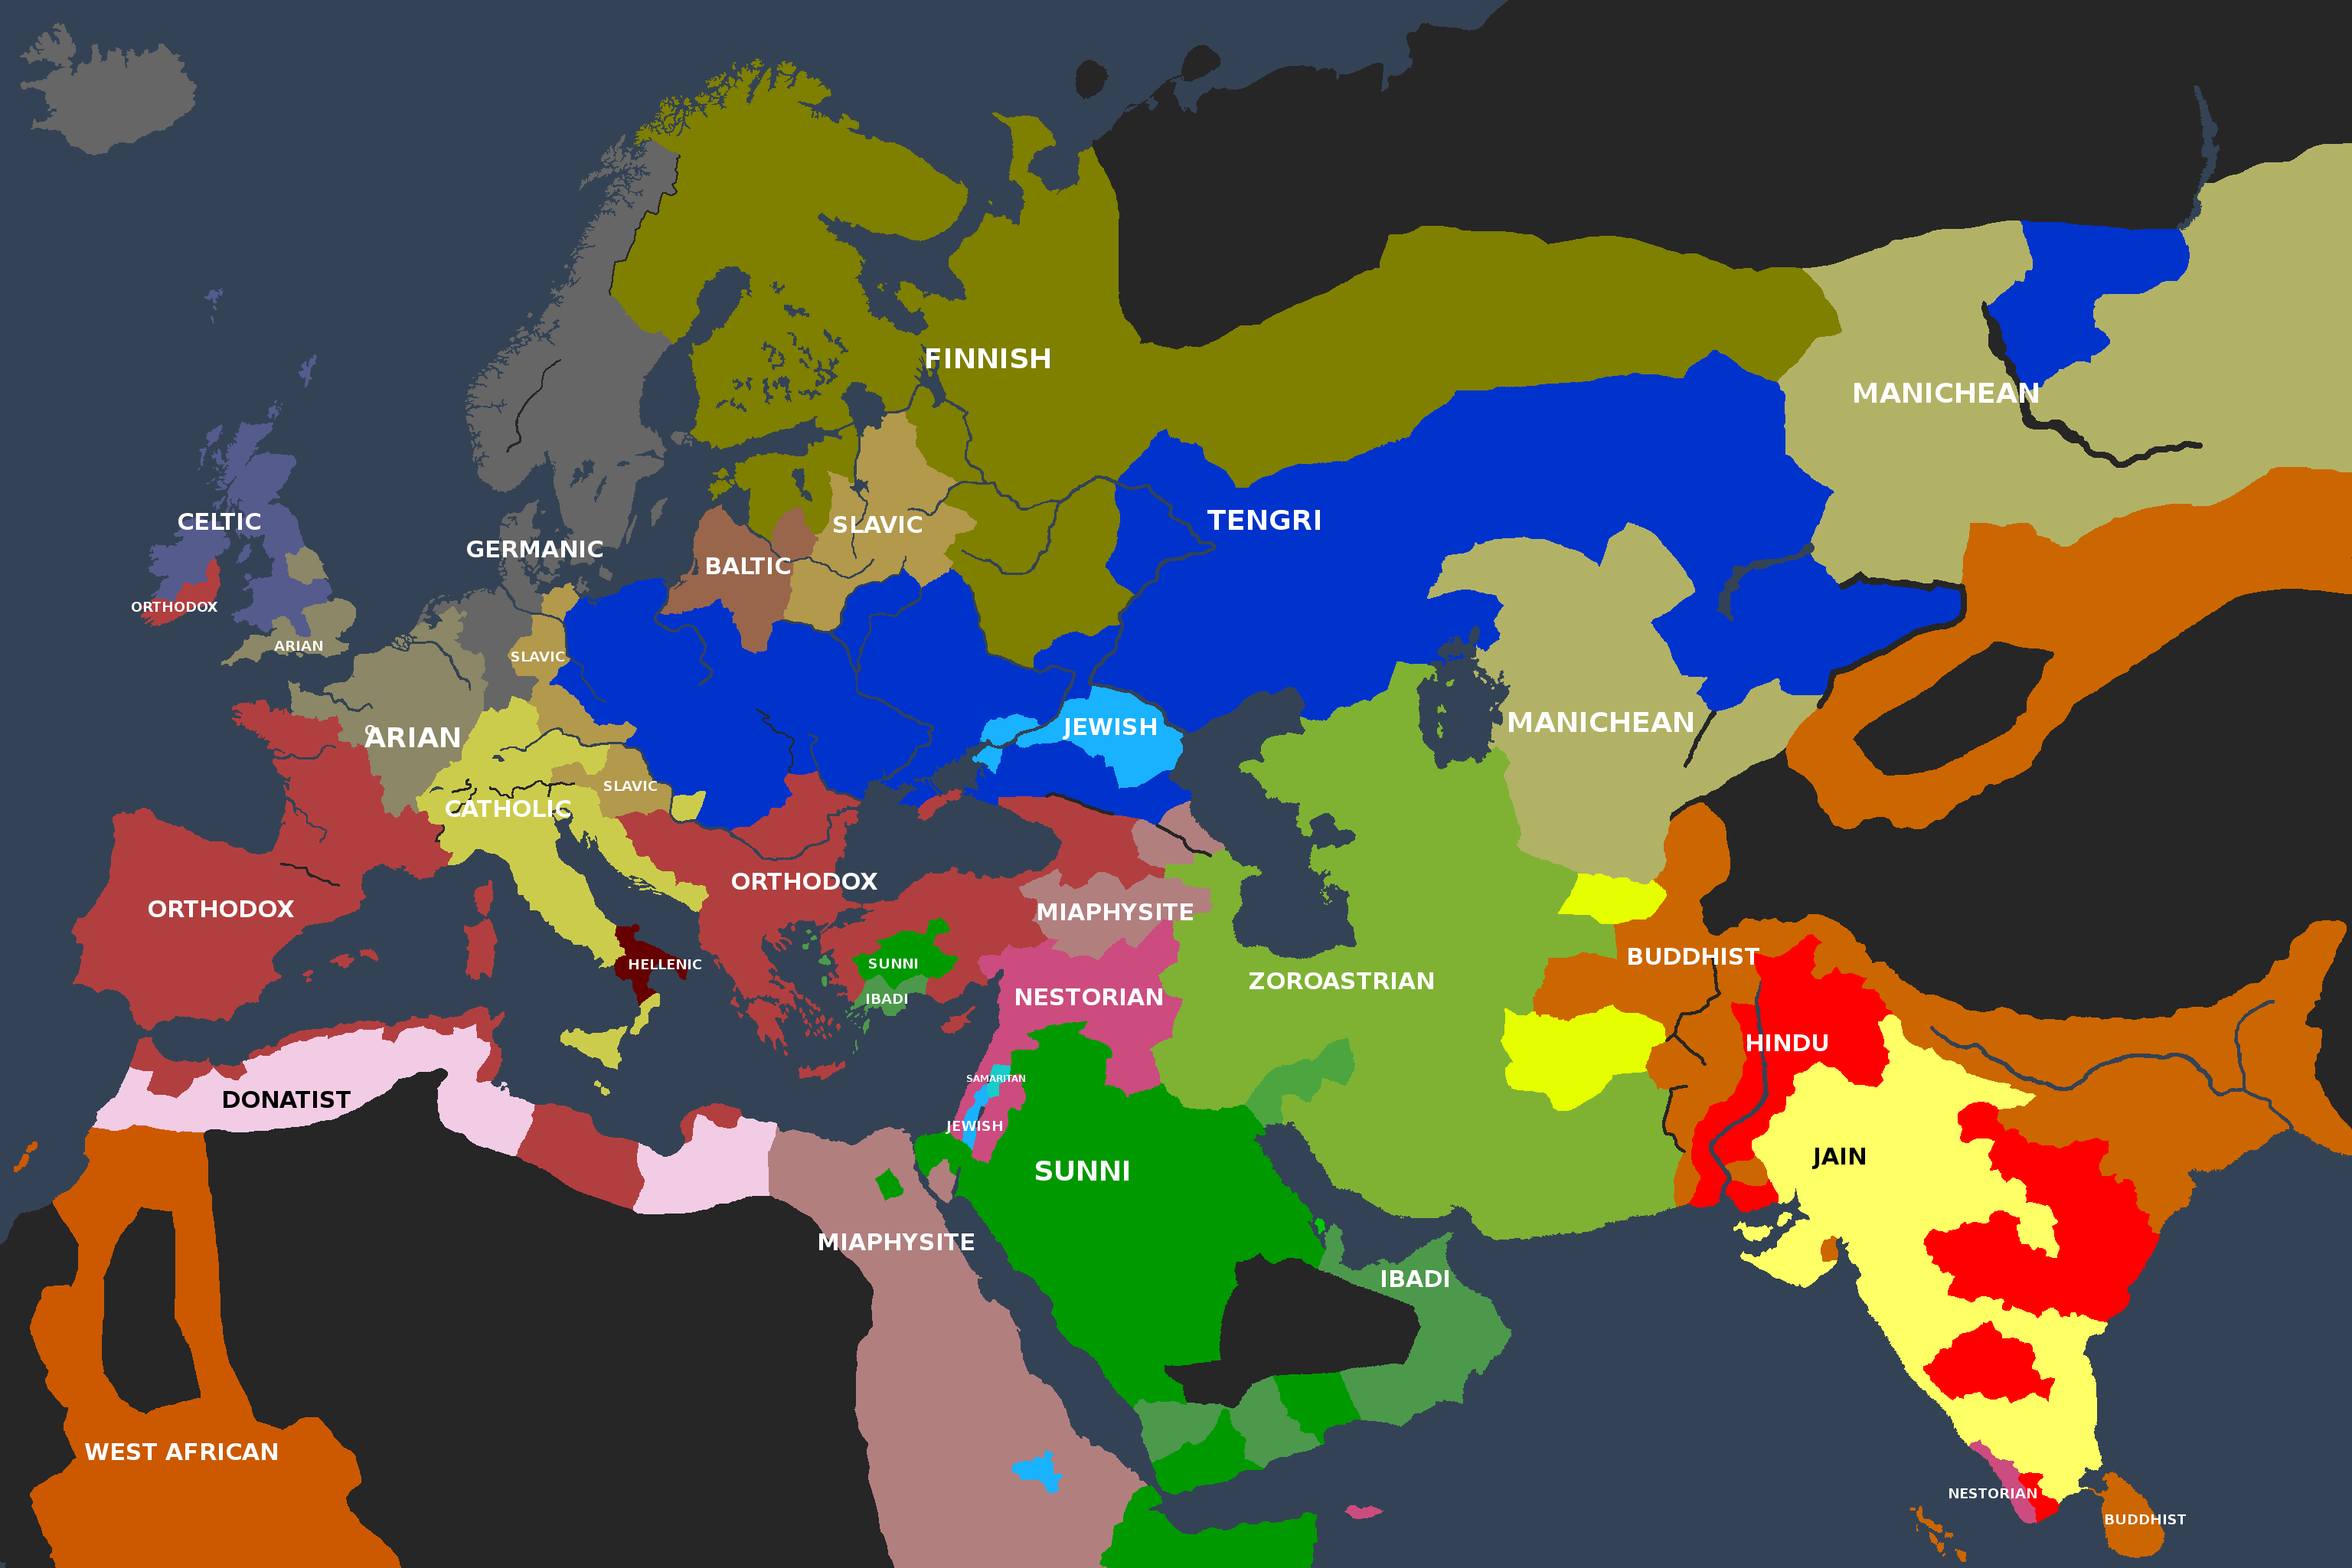 FINNISH
MANICHEAN
CELTIC
TENGRI
SLAVIC
GERMANIC
BALTIC
ORTHODOX
ARIAN
SLAVIC
ARIAN
JEWISH
MANICHEAN
SLAVIC
CATHOLIC
ORTHODOX
ORTHODOX
MIAPHYSITE
HELLENIC
SUNNI
BUDDHIST
ZOROASTRIAN
IBADI
NESTORIAN
HINDU
SAMARITAN
DONATIST
JEWISH
JAIN
SUNNI
MIAPHYSITE
IBADI
WEST AFRICAN
NESTORIAN
BUDDHIST